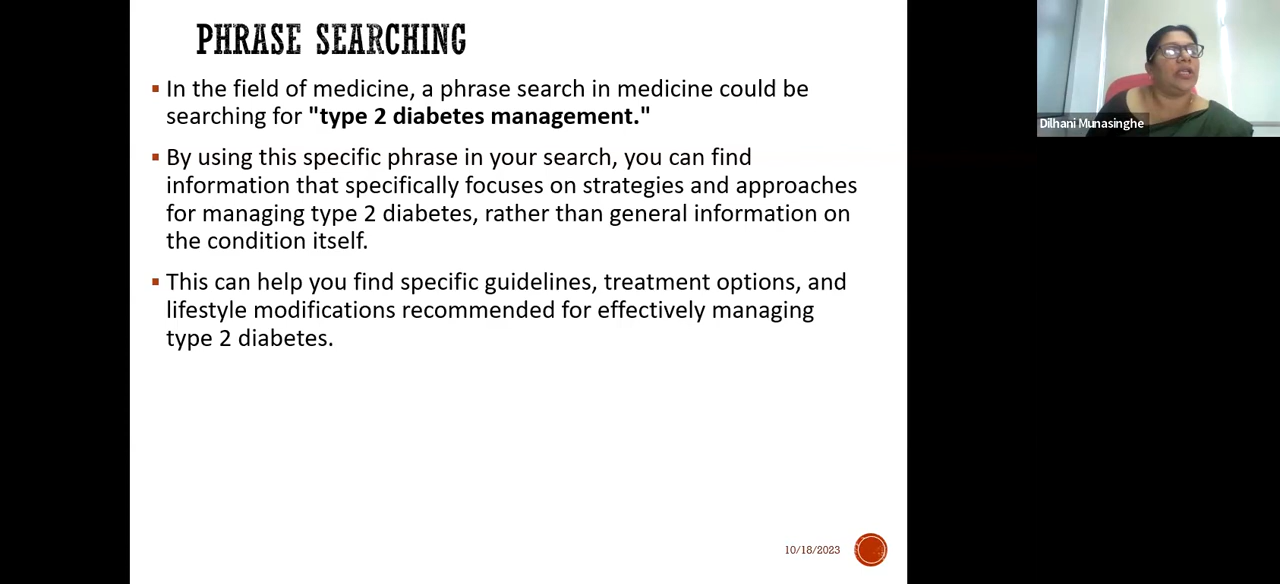 PHRASE SEARCHING
▪ In the field of medicine, a phrase search in medicine could be
searching for "type 2 diabetes management."
▪ By using this specific phrase in your search, you can find
information that specifically focuses on strategies and approaches
for managing type 2 diabetes, rather than general information on
the condition itself.
▪ This can help you find specific guidelines, treatment options, and
lifestyle modifications recommended for effectively managing
type 2 diabetes.
10/18/2023
Dilhani Munasinghe